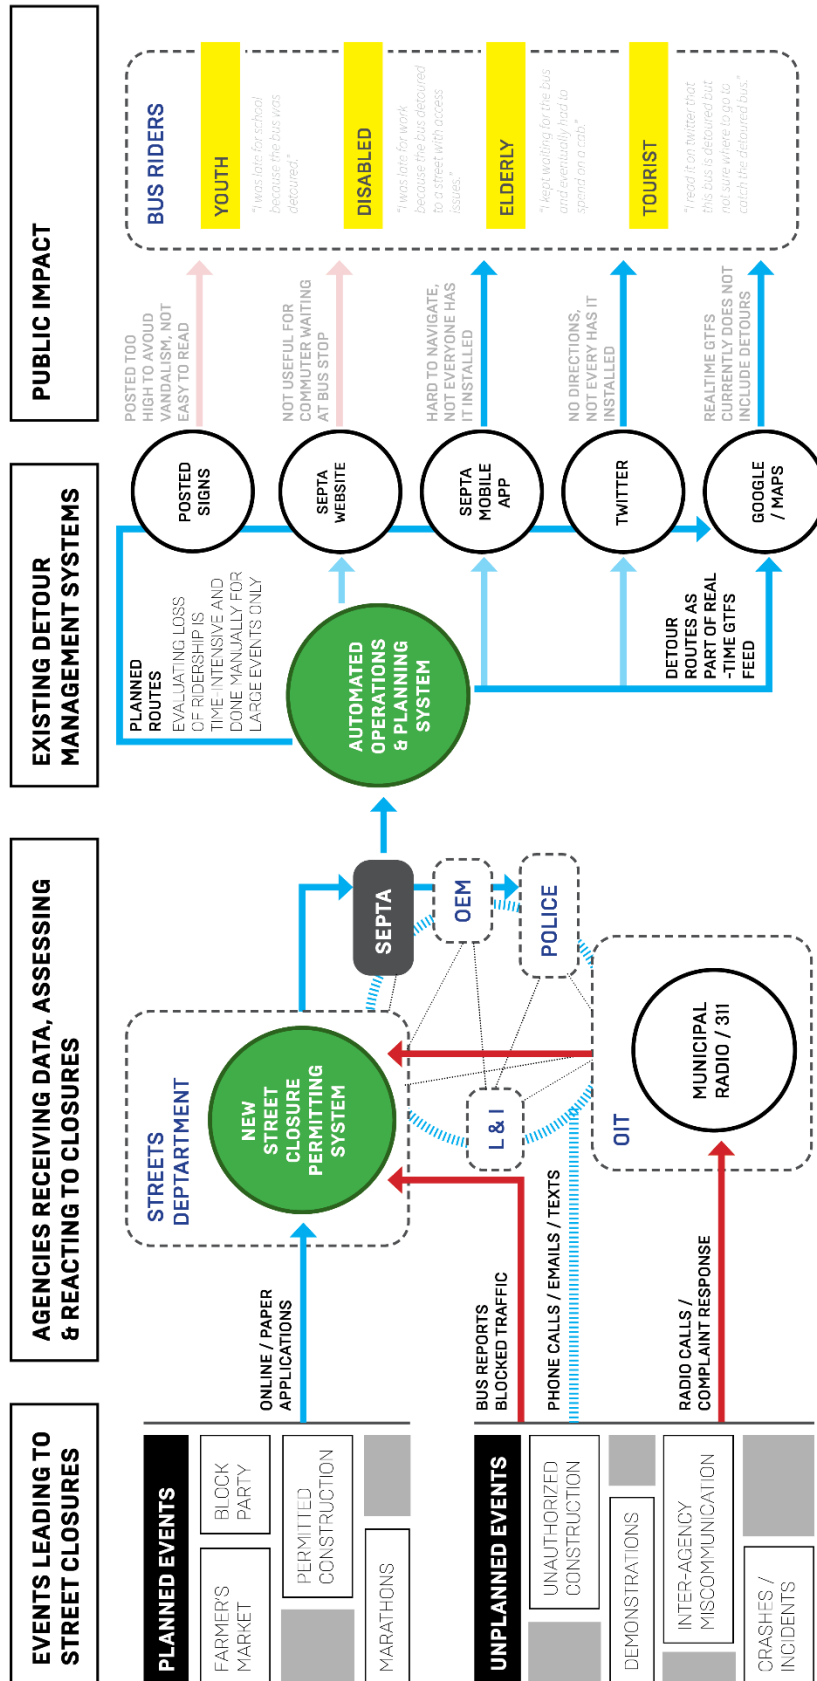 EVENTS LEADING TO
STREET CLOSURES
PLANNED EVENTS
FARMER'S
MARKET
BLOCK
PARTY
PERMITTED
CONSTRUCTION
MARATHONS
UNPLANNED EVENTS
UNAUTHORIZED
CONSTRUCTION
DEMONSTRATIONS
INTER-AGENCY
MISCOMMUNICATION
CRASHES /
INCIDENTS
AGENCIES RECEIVING DATA, ASSESSING
& REACTING TO CLOSURES
ONLINE / PAPER
APPLICATIONS
BUS REPORTS
BLOCKED TRAFFIC
PHONE CALLS / EMAILS / TEXTS
RADIO CALLS /
COMPLAINT RESPONSE
STREETS
DEPTARTMENT
NEW
STREET
CLOSURE
PERMITTING
SYSTEM
SEPTA
OEM
POLICE
L & I
OIT
MUNICIPAL
RADIO / 311
EXISTING DETOUR
MANAGEMENT SYSTEMS
PLANNED
ROUTES
EVALUATING LOSS
OF RIDERSHIP IS
TIME-INTENSIVE AND
DONE MANUALLY FOR
LARGE EVENTS ONLY
AUTOMATED
OPERATIONS
& PLANNING
SYSTEM
DETOUR
ROUTES AS
PART OF REAL
-TIME GTFS
FEED
POSTED
SIGNS
SEPTA
WEBSITE
SEPTA
MOBILE
APP
TWITTER
GOOGLE
/ MAPS
PUBLIC IMPACT
POSTED TOO
HIGH TO AVOUD
VANDALISM, NOT
EASY TO READ
NOT USEFUL FOR
COMMUTER WAITING
AT BUS STOP
HARD TO NAVIGATE,
NOT EVERYONE HAS
IT INSTALLED
NO DIRECTIONS,
NOT EVERY HAS IT
INSTALLED
REALTIME GTFS
CURRENTLY DOES NOT
INCLUDE DETOURS
BUS RIDERS
YOUTH
"I was late for school
because the bus was
detoured."
DISABLED
"I was late for work
because the bus detoured
to a street with access
issues."
ELDERLY
"I kept waiting for the bus
and eventually had to
spend on a cab."
TOURIST
"I read it on twitter that
this bus is detoured but
not sure where to go to
catch the detoured bus."